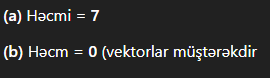 (a) Həcmi = 7
(b) Həcm = 0 (vektorlar müştərəkdir